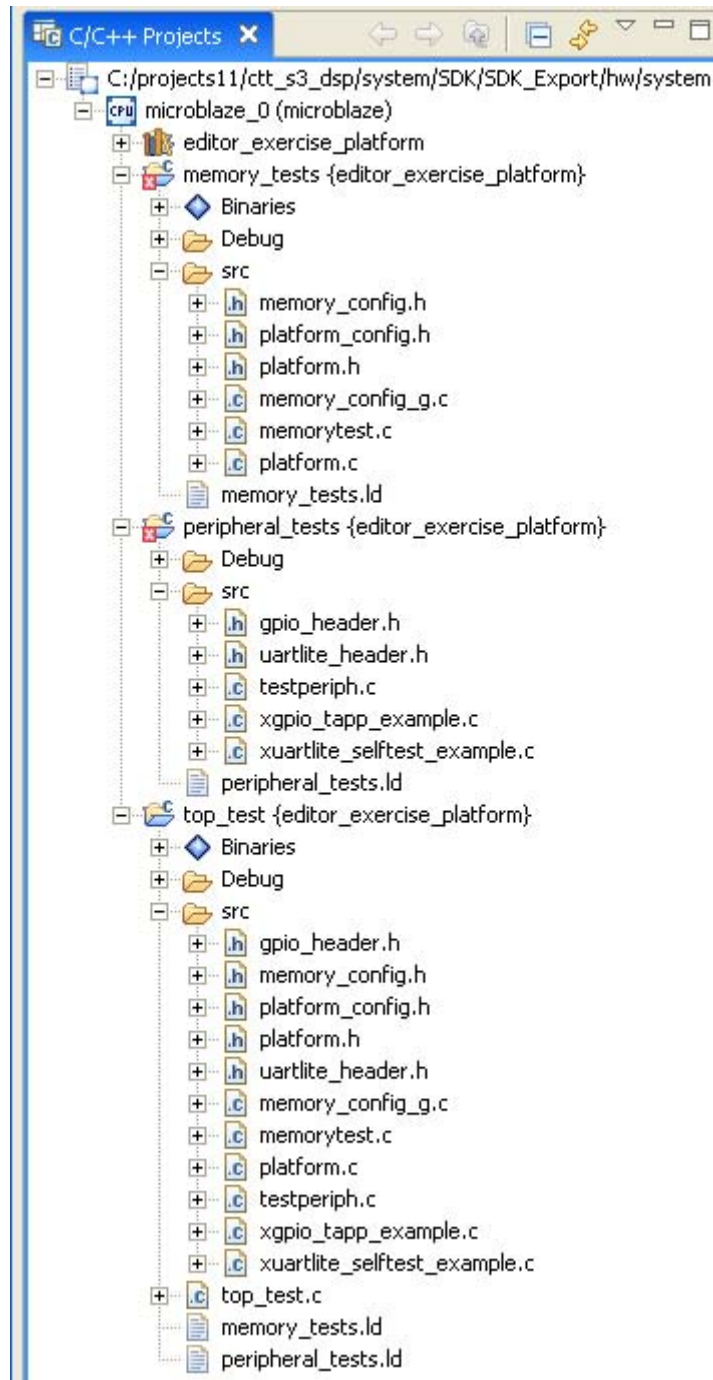 C/C++ Projects
C:/projects11/ctt_s3_dsp/system/SDK/SDK_Export/hw/system
CPU microblaze_0 (microblaze)
editor_exercise_platform
memory_tests {editor_exercise_platform}
Binaries
Debug
src
.h memory_config.h
.h platform_config.h
.h platform.h
.c memory_config_g.c
.c memorytest.c
.c platform.c
memory_tests.ld
peripheral_tests {editor_exercise_platform}
Debug
src
.h gpio_header.h
.h uartlite_header.h
.c testperiph.c
.c xgpio_tapp_example.c
.c xuartlite_selftest_example.c
peripheral_tests.ld
top_test {editor_exercise_platform}
Binaries
Debug
src
.h gpio_header.h
.h memory_config.h
.h platform_config.h
.h platform.h
.h uartlite_header.h
.c memory_config_g.c
.c memorytest.c
.c platform.c
.c testperiph.c
.c xgpio_tapp_example.c
.c xuartlite_selftest_example.c
.c top_test.c
memory_tests.ld
peripheral_tests.ld